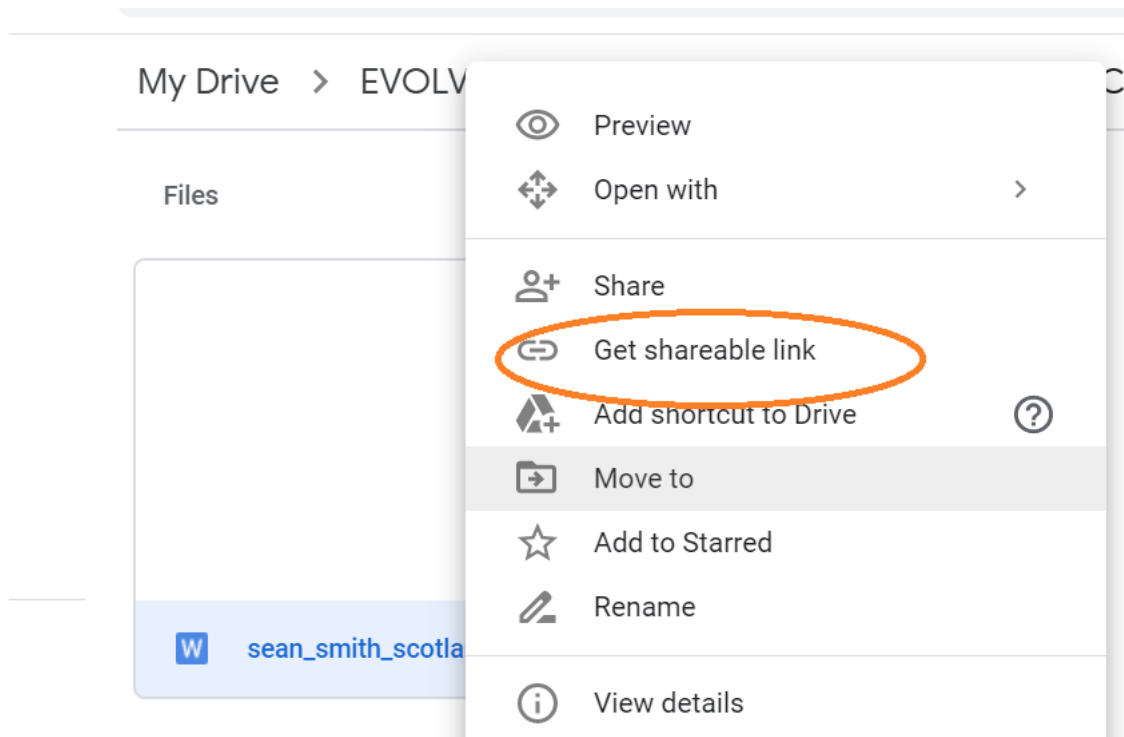 My Drive > EVOLV
Preview
Open with
Files
Share
Get shareable link
Add shortcut to Drive
Move to
Add to Starred
Rename
W sean_smith_scotla
View details